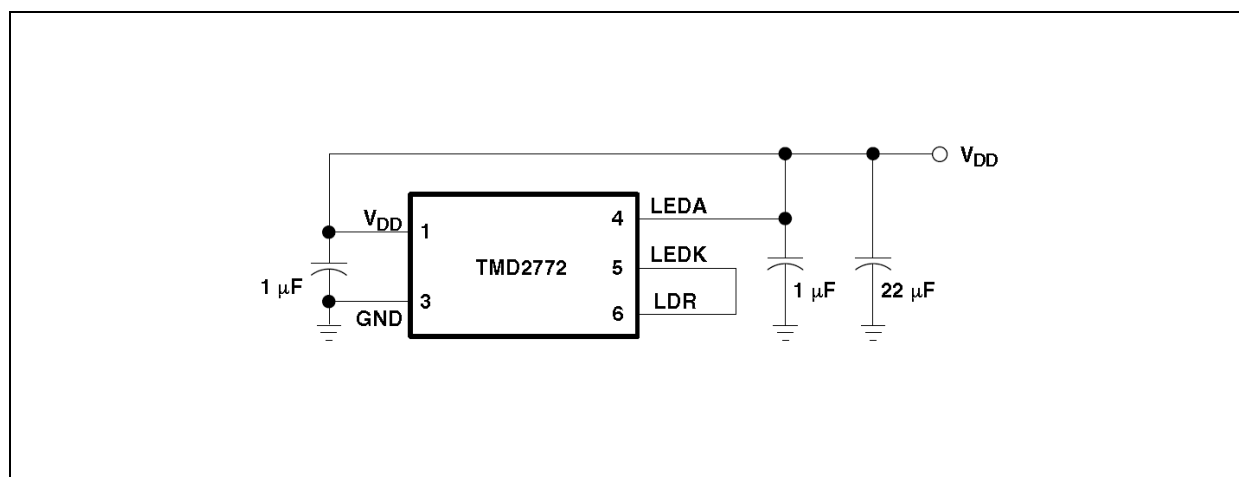 V_DD
V_DD 1
4 LEDA
TMD2772
5 LEDK
1 μF
3
GND
6 LDR
1 μF
22 μF